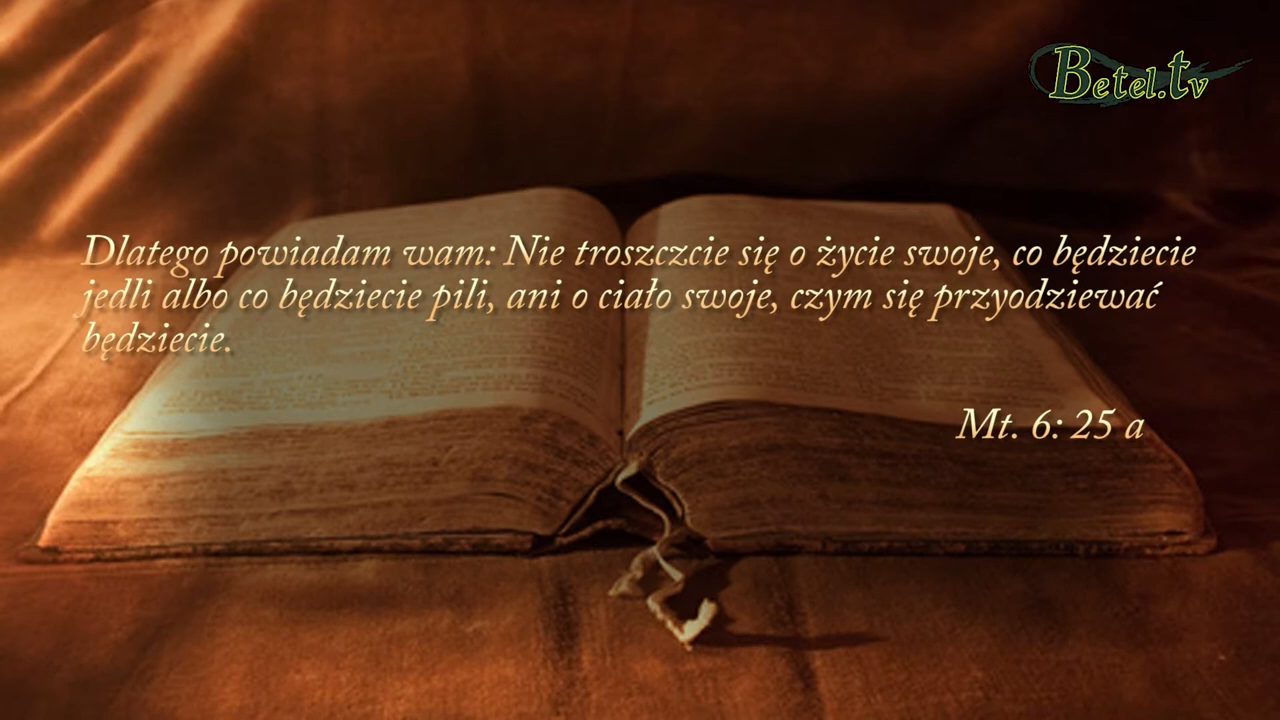 Betel.tv
Dlatego powiadam wam: Nie troszczcie się o życie swoje, co będziecie
jedli albo co będziecie pili, ani o ciało swoje, czym się przyodziewać
będziecie.
Mt. 6: 25 a